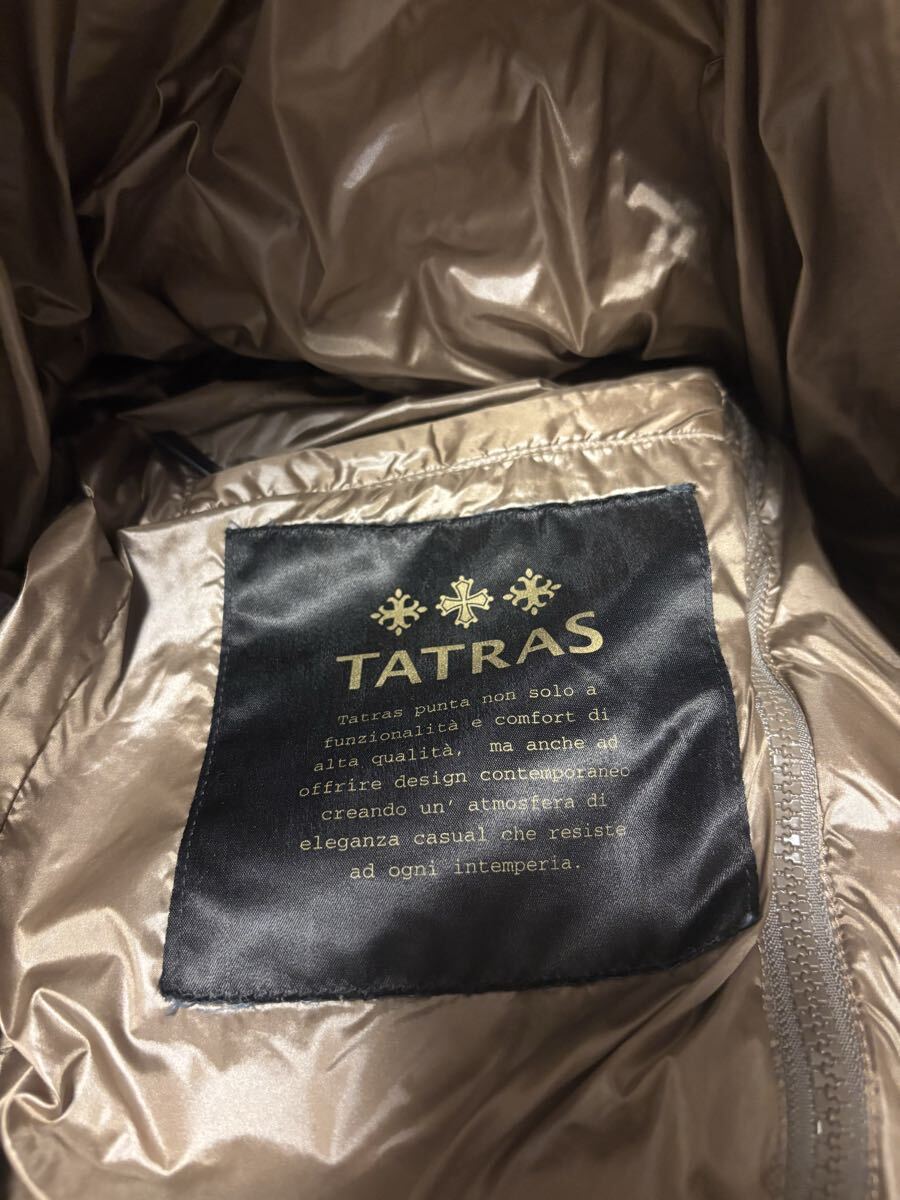 TATRAS
Tatras punta non solo a
funzionalità e comfort di
alta qualità, ma anche ad
offrire design contemporaneo
creando un' atmosfera di
eleganza casual che resiste
ad ogni intemperia.